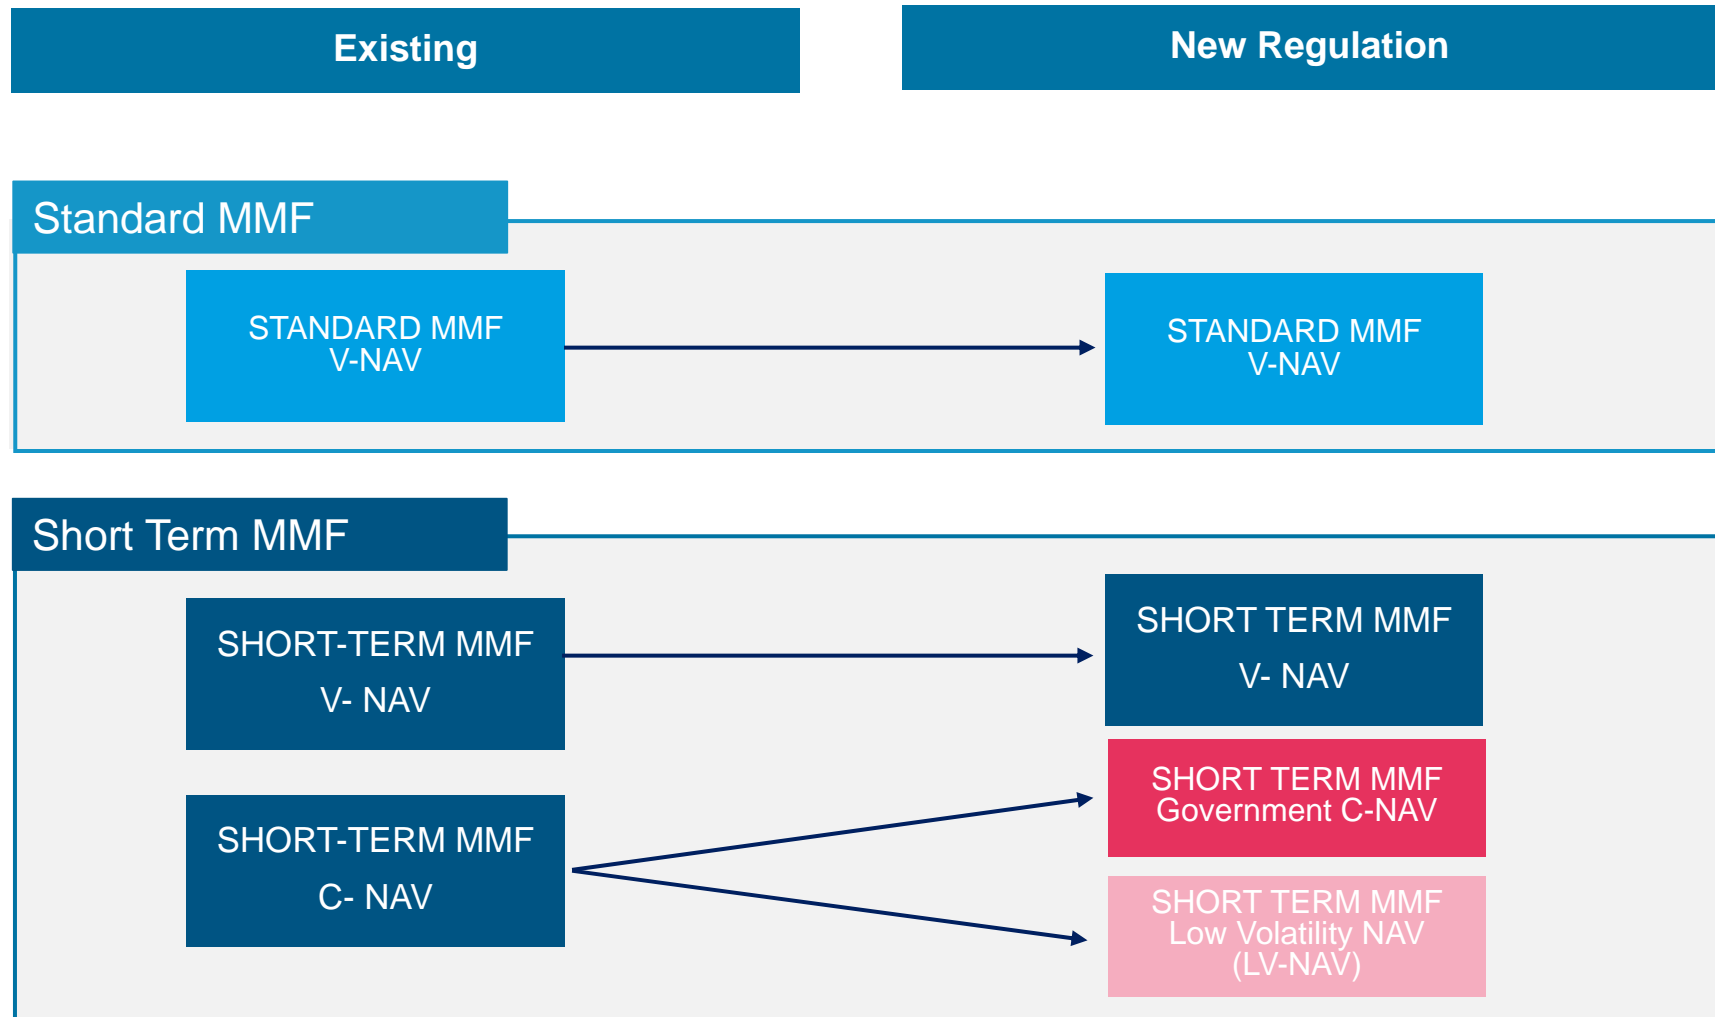 Existing
New Regulation
Standard MMF
STANDARD MMF
V-NAV
STANDARD MMF
V-NAV
Short Term MMF
SHORT-TERM MMF
V- NAV
SHORT TERM MMF
V- NAV
SHORT-TERM MMF
C- NAV
SHORT TERM MMF
Government C-NAV
SHORT TERM MMF
Low Volatility NAV
(LV-NAV)